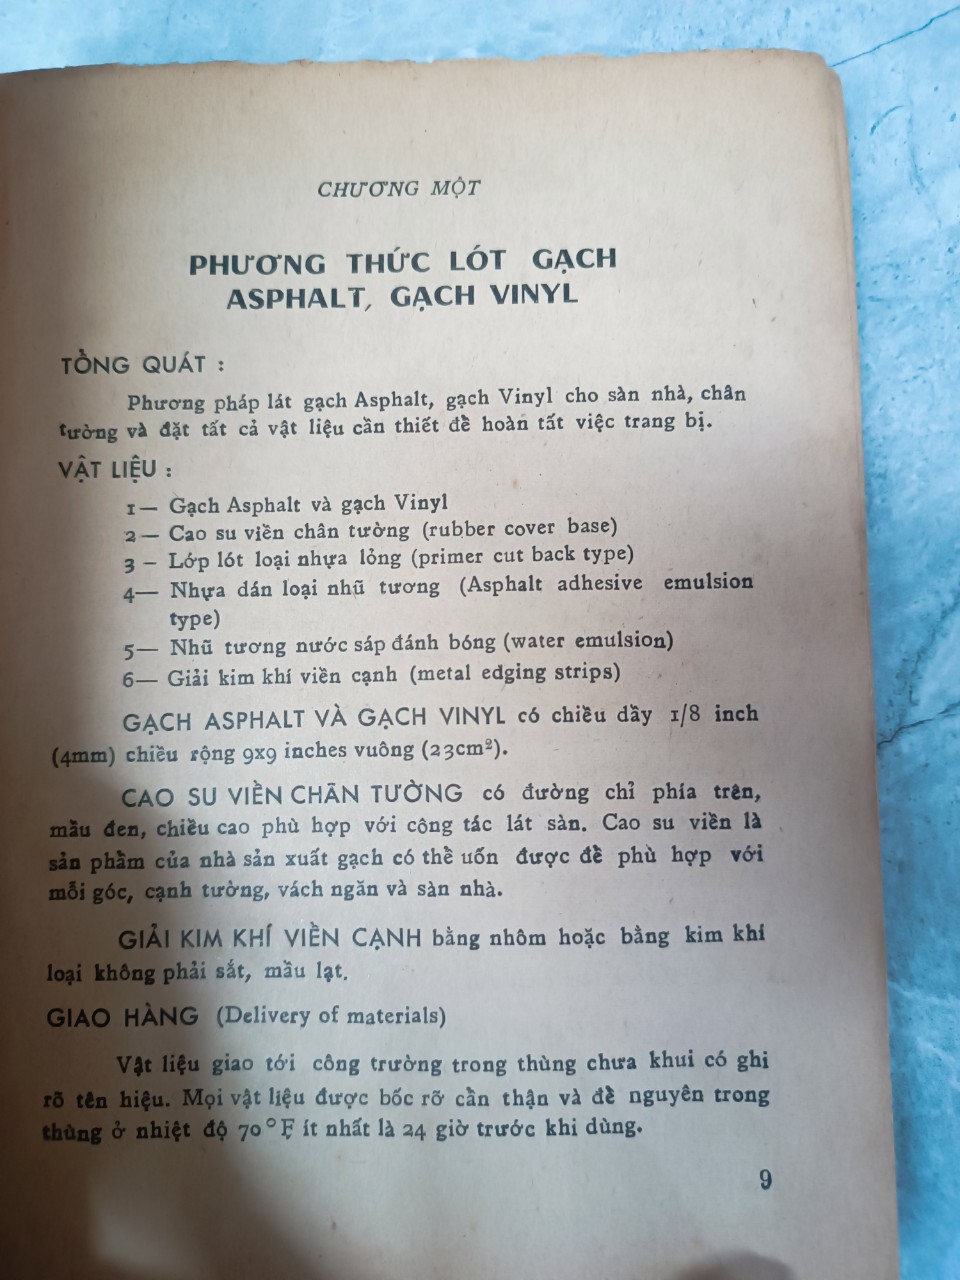 CHƯƠNG MỘT
PHƯƠNG THỨC LÓT GẠCH
ASPHALT, GẠCH VINYL
TỔNG QUÁT :
Phương pháp lát gạch Asphalt, gạch Vinyl cho sàn nhà, chân
tường và đặt tất cả vật liệu cần thiết để hoàn tất việc trang bị.
VẬT LIỆU :
1— Gạch Asphalt và gạch Vinyl
2— Cao su viền chân tường (rubber cover base)
3 – Lớp lót loại nhựa lỏng (primer cut back type)
4— Nhựa dán loại nhũ tương (Asphalt adhesive emulsion
type)
5— Nhũ tương nước sáp đánh bóng (water emulsion)
6— Giải kim khí viền cạnh (metal edging strips)
GẠCH ASPHALT VÀ GẠCH VINYL có chiều dầy 1/8 inch
(4mm) chiều rộng 9x9 inches vuông (23cm²).
CAO SU VIỀN CHÂN TƯỜNG có đường chỉ phía trên,
mầu đen, chiều cao phù hợp với công tác lát sàn. Cao su viền là
sản phẩm của nhà sản xuất gạch có thể uốn được để phù hợp với
mỗi góc, cạnh tường, vách ngăn và sàn nhà.
GIẢI KIM KHÍ VIỀN CẠNH bằng nhôm hoặc bằng kim khí
loại không phải sắt, mầu lạt.
GIAO HÀNG (Delivery of materials)
Vật liệu giao tới công trường trong thùng chưa khui có ghi
rõ tên hiệu. Mọi vật liệu được bốc rỡ cẩn thận và để nguyên trong
thùng ở nhiệt độ 70°F ít nhất là 24 giờ trước khi dùng.
9